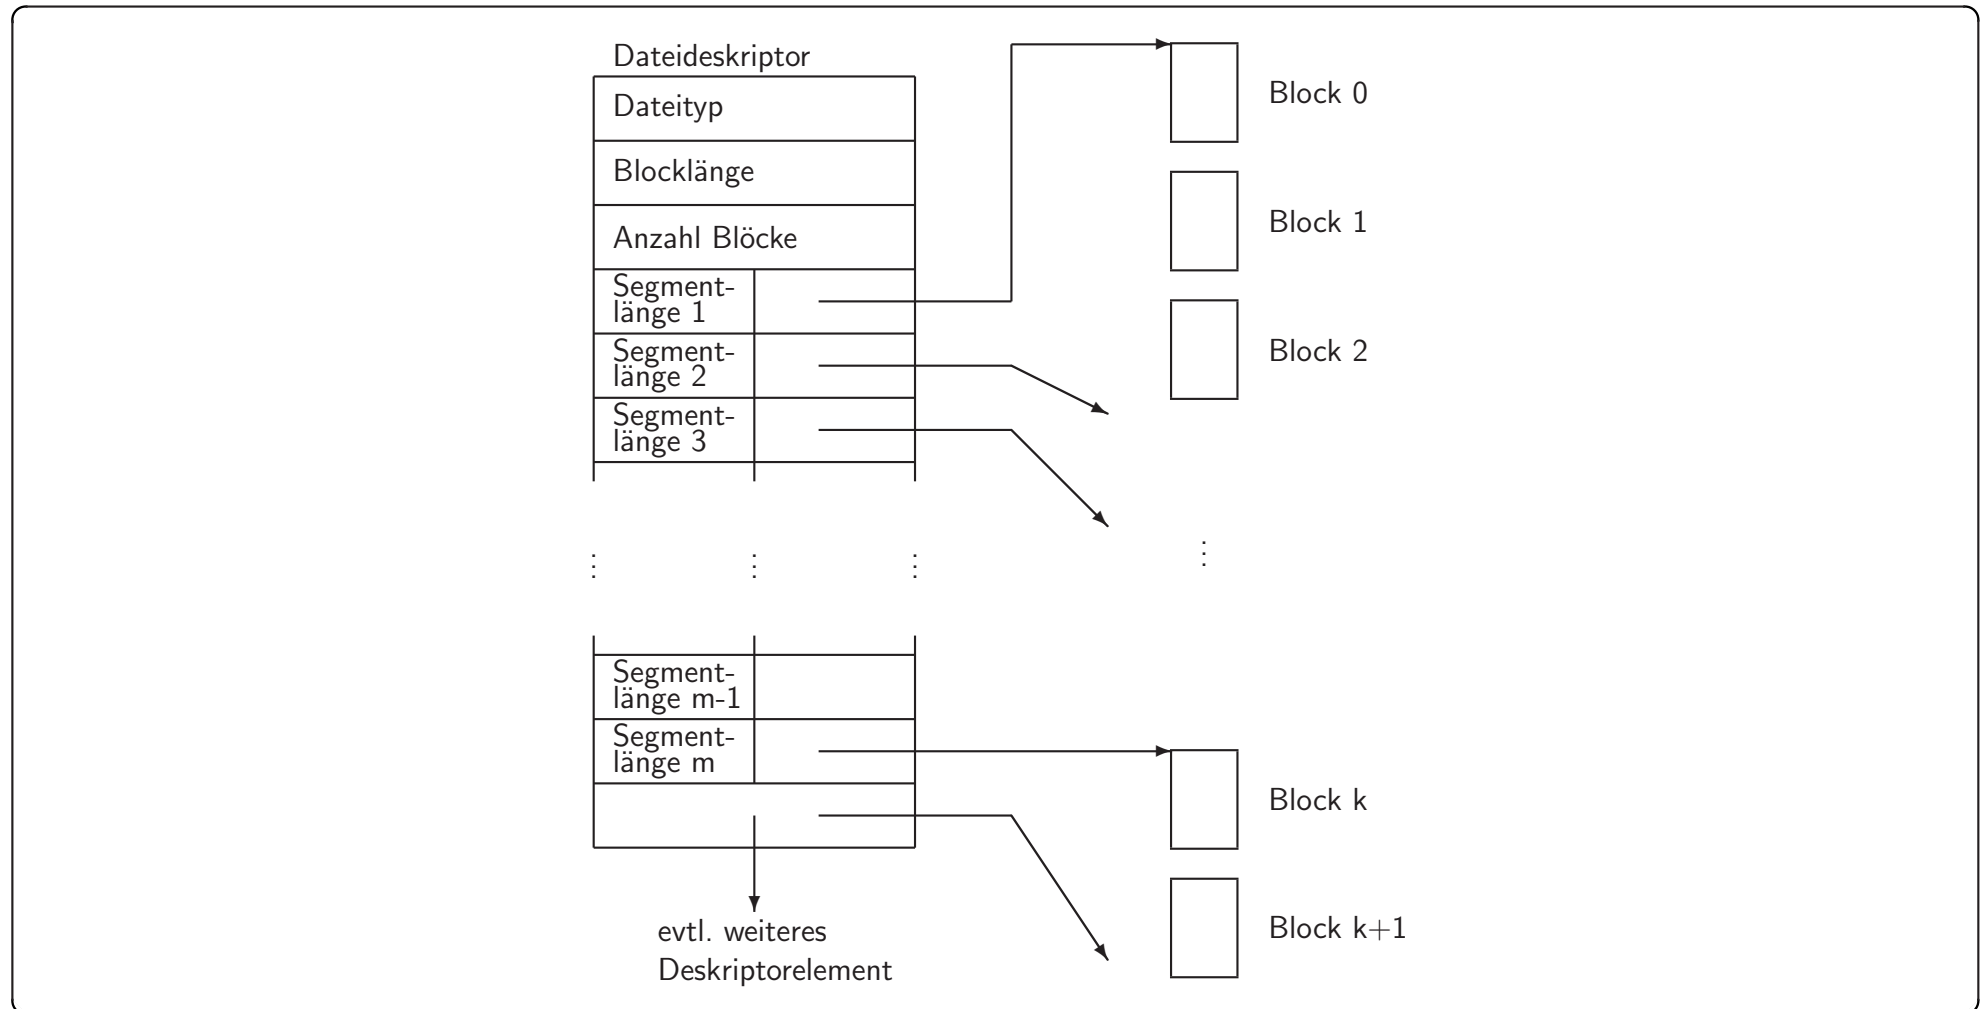 Dateideskriptor
Dateityp
Blocklänge
Anzahl Blöcke
Segment-
länge 1
Segment-
länge 2
Segment-
länge 3
Segment-
länge m-1
Segment-
länge m
evtl. weiteres
Deskriptorelement
Block 0
Block 1
Block 2
Block k
Block k+1